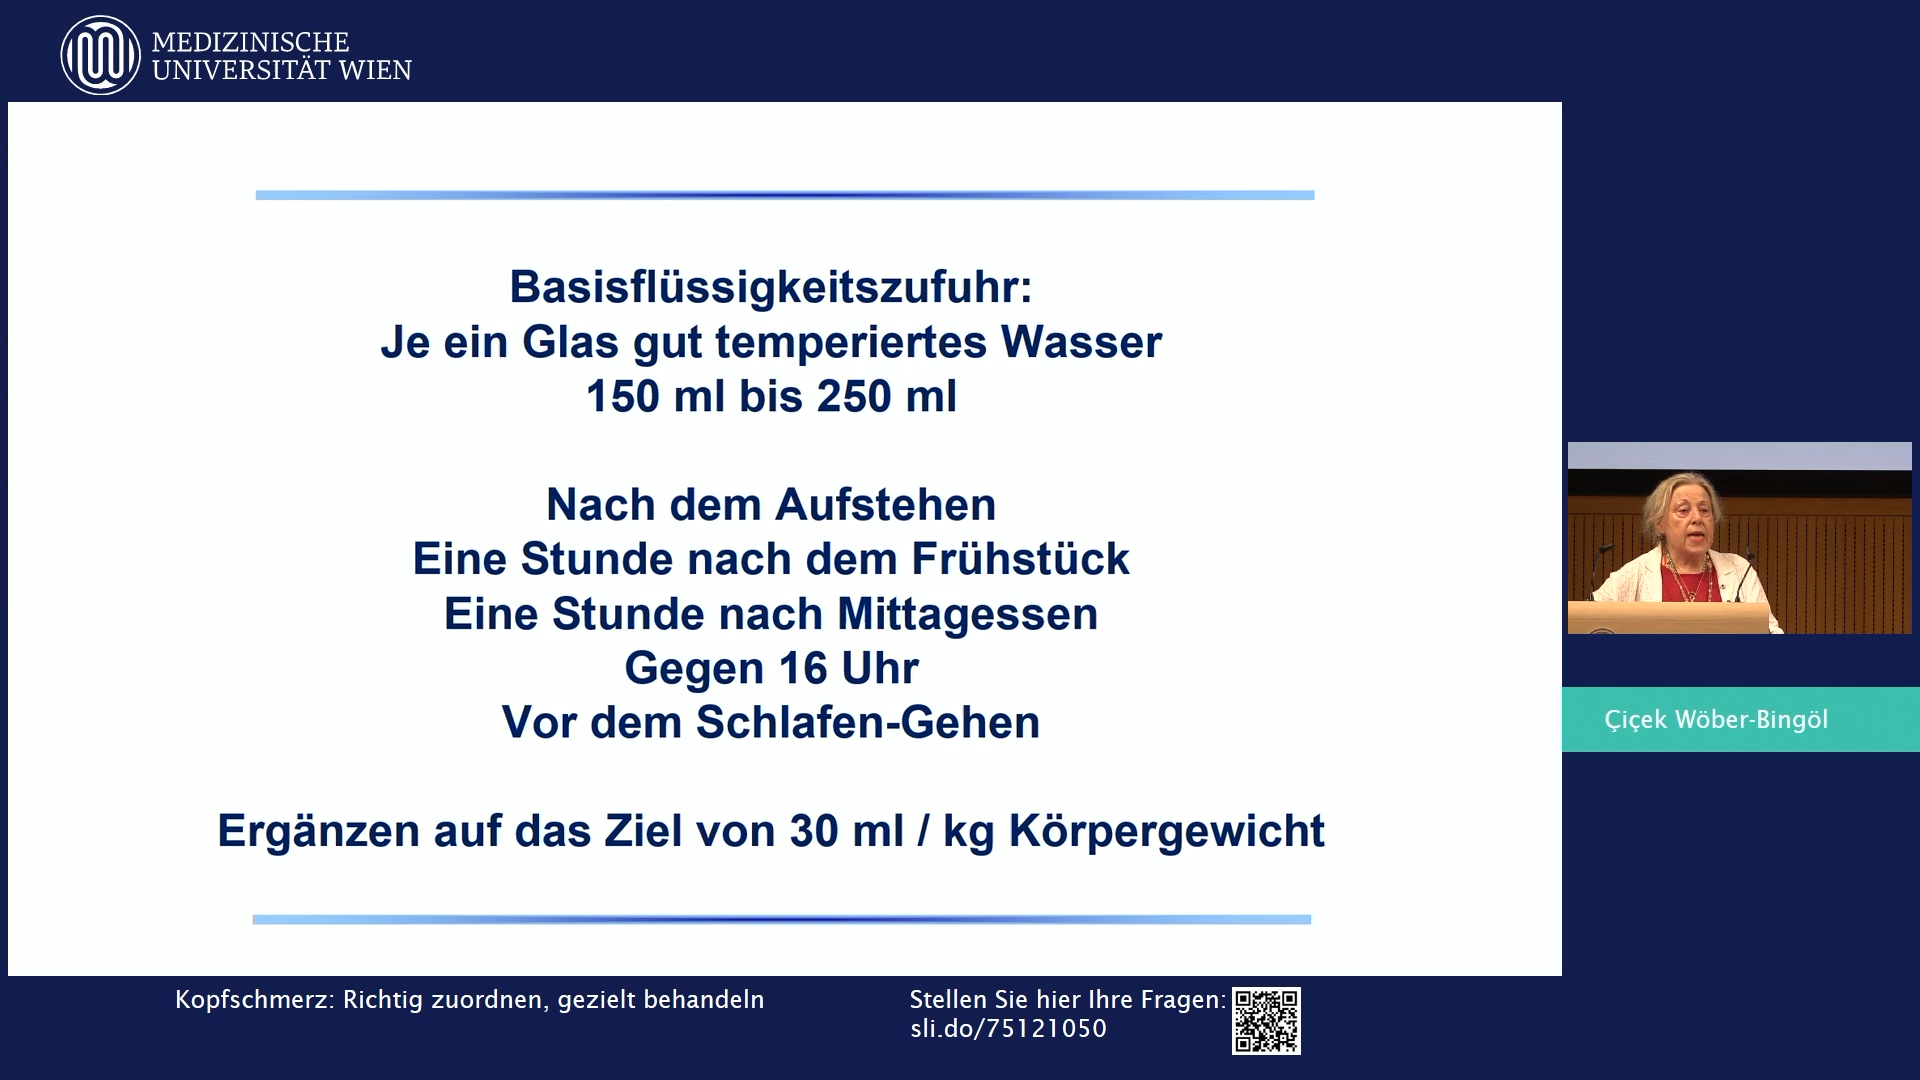 MEDIZINISCHE
UNIVERSITÄT WIEN
Basisflüssigkeitszufuhr:
Je ein Glas gut temperiertes Wasser
150 ml bis 250 ml
Nach dem Aufstehen
Eine Stunde nach dem Frühstück
Eine Stunde nach Mittagessen
Gegen 16 Uhr
Vor dem Schlafen-Gehen
Ergänzen auf das Ziel von 30 ml / kg Körpergewicht
Çiçek Wöber-Bingöl
Kopfschmerz: Richtig zuordnen, gezielt behandeln
Stellen Sie hier Ihre Fragen:
sli.do/75121050